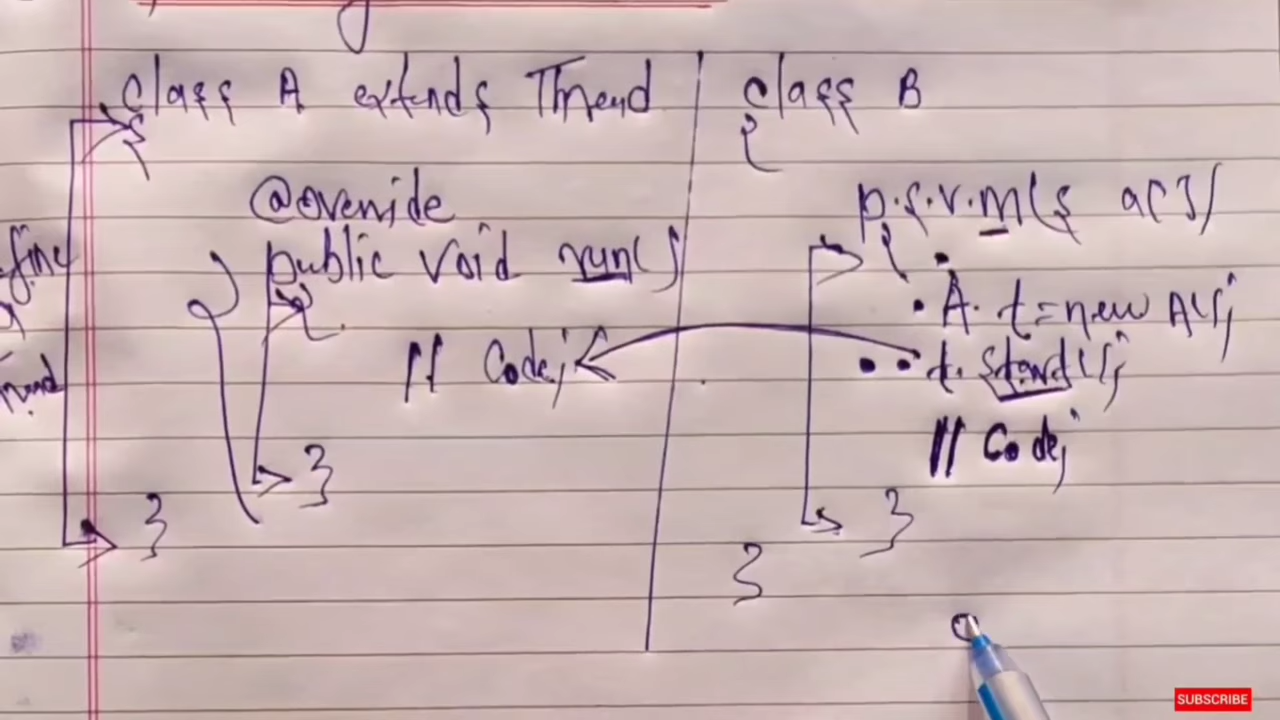 class A extends Thread
{
@override
public void run()
{
// Code;
}
}
class B
{
p.s.v.m(s a[])
{
A. t=new A();
t. start();
// Code;
}
}
SUBSCRIBE